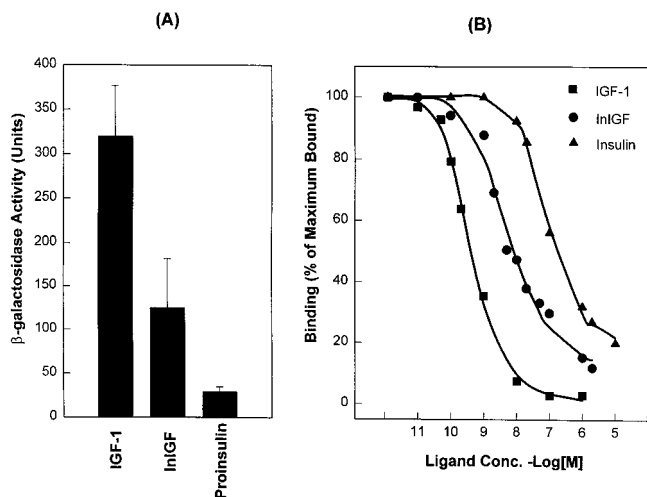 (A)
β-galactosidase Activity (Units)
400
350
300
250
200
150
100
50
0
IGF-1
InIGF
Proinsulin
(B)
Binding (% of Maximum Bound)
100
80
60
40
20
0
IGF-1
InIGF
Insulin
11 10 9 8 7 6 5
Ligand Conc. -Log[M]